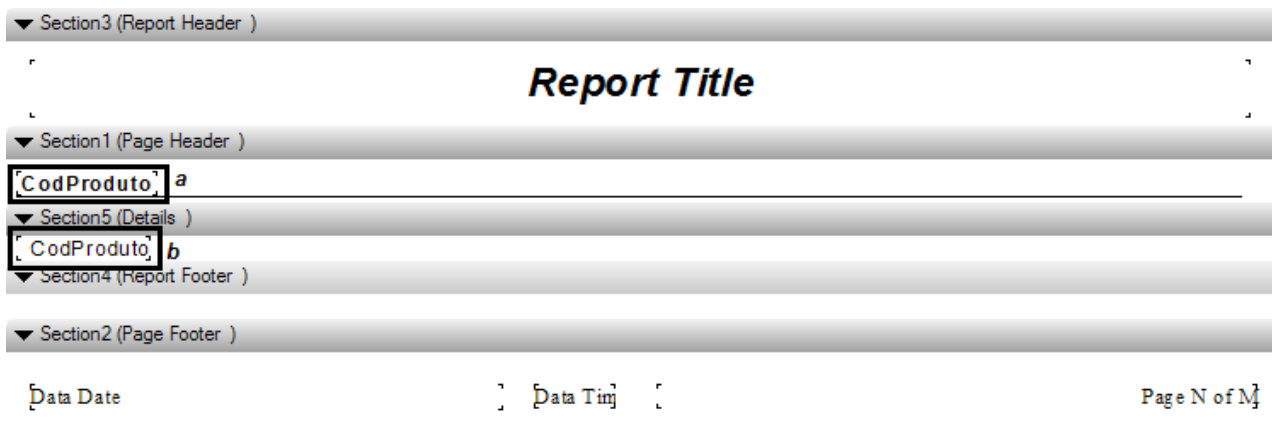 Section3 (Report Header )
Report Title
Section1 (Page Header )
CodProduto a
Section5 (Details )
CodProduto b
Section4 (Report Footer )
Section2 (Page Footer )
Data Date Data Tim Page N of M